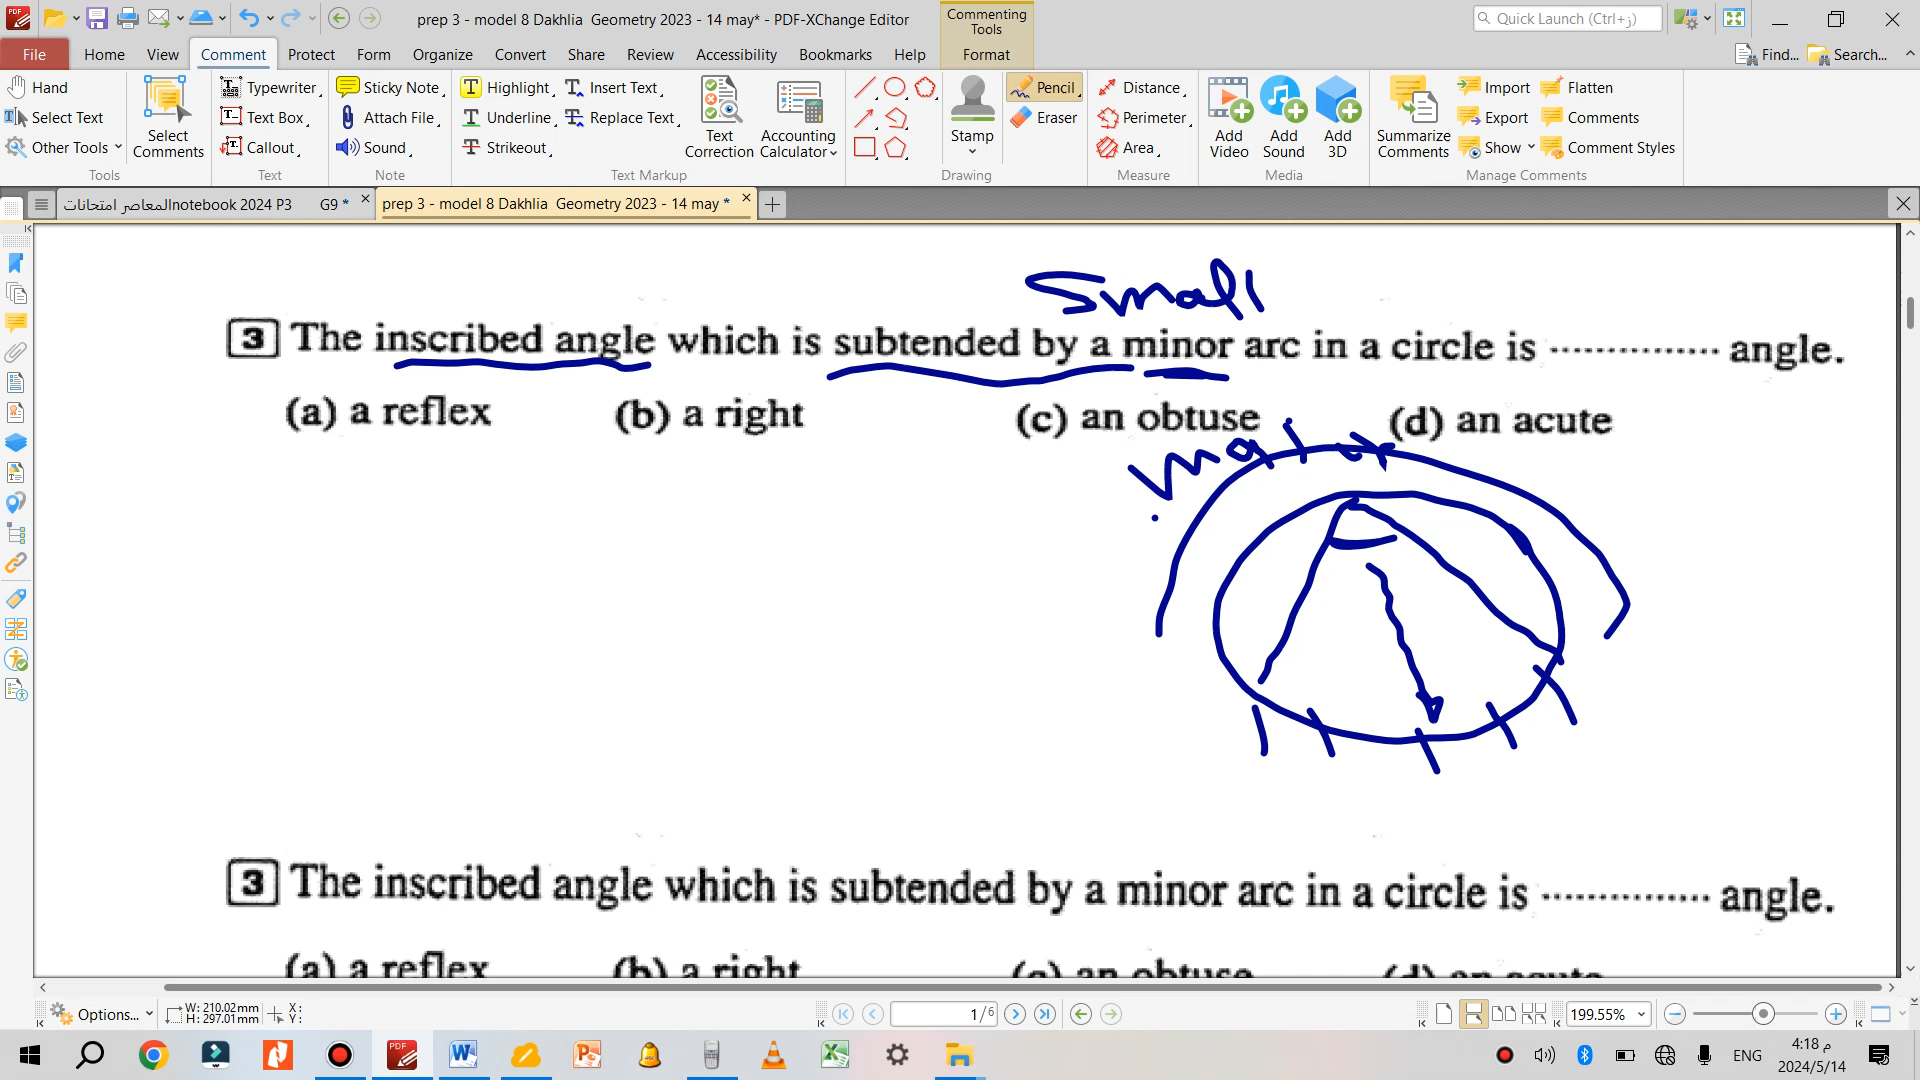 prep 3 - model 8 Dakhlia Geometry 2023 - 14 may* - PDF-XChange Editor
Commenting Tools
Quick Launch (Ctrl+ز)
File Home View Comment Protect Form Organize Convert Share Review Accessibility Bookmarks Help Format
Find... Search...
Hand
Select Text
Other Tools
Select Comments
Tools
Typewriter
Text Box
Callout
Text
Sticky Note
Attach File
Sound
Note
Highlight
Underline
Strikeout
Insert Text
Replace Text
Text Correction
Accounting Calculator
Text Markup
Stamp
Pencil
Eraser
Drawing
Distance
Perimeter
Area
Measure
Add Video
Add Sound
Add 3D
Media
Summarize Comments
Import
Export
Show
Flatten
Comments
Comment Styles
Manage Comments
المعاصر امتحاناتnotebook 2024 P3 G9 *
prep 3 - model 8 Dakhlia Geometry 2023 - 14 may *
Small
3 The inscribed angle which is subtended by a minor arc in a circle is ............... angle.
(a) a reflex (b) a right (c) an obtuse (d) an acute
3 The inscribed angle which is subtended by a minor arc in a circle is ............... angle.
(a) a reflex (b) a right (c) an obtuse (d) an acute
Options...
W: 210.02mm
H: 297.01mm
X:
Y:
1/6
199.55%
ENG
4:18 م
2024/5/14